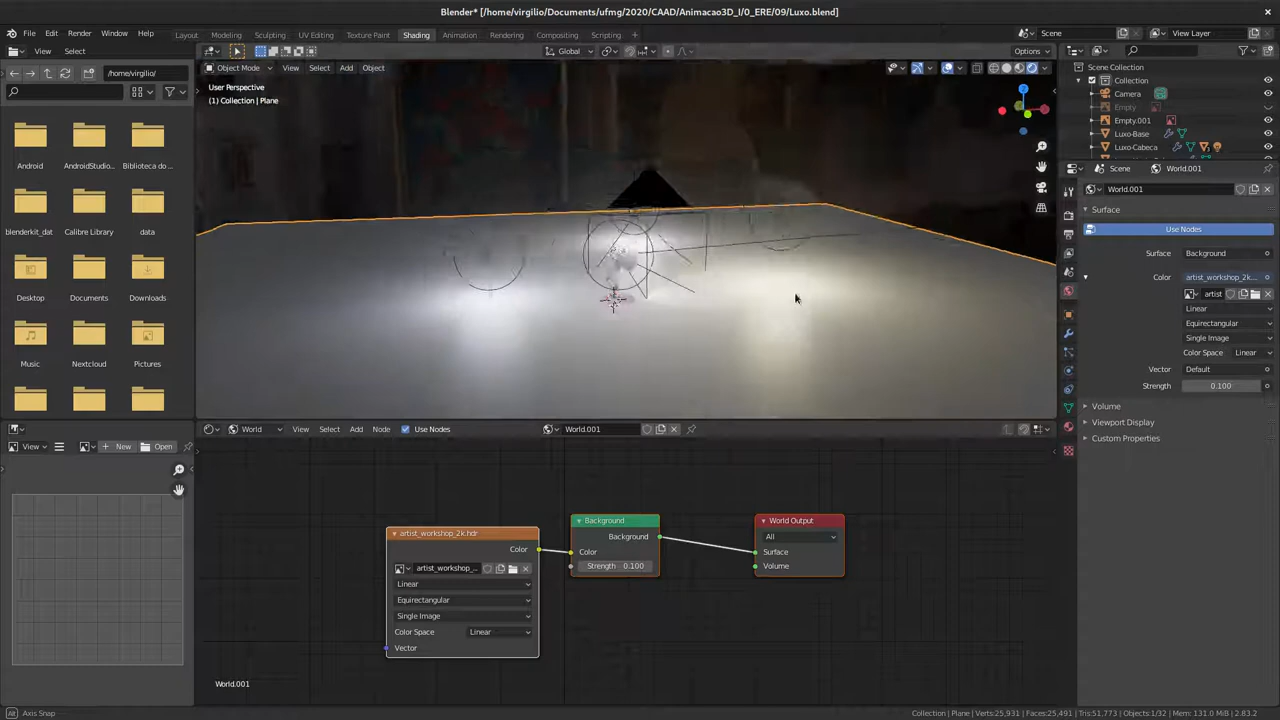 Blender* [/home/virgilio/Documents/ufmg/2020/CAAD/Animacao3D_I/0_ERE/09/Luxo.blend]
File Edit Render Window Help
Layout Modeling Sculpting UV Editing Texture Paint Shading Animation Rendering Compositing Scripting
Scene View Layer
View Select
Global
Options
/home/virgilio/
Object Mode View Select Add Object
User Perspective
(1) Collection | Plane
Android AndroidStudio... Biblioteca do ...
blenderkit_dat Calibre Library data
Desktop Documents Downloads
Music Nextcloud Pictures
Scene Collection
Collection
Camera
Empty
Empty.001
Luxo-Base
Luxo-Cabeca
Scene World.001
World.001
Surface
Use Nodes
Surface Background
Color artist_workshop_2k...
artist
Linear
Equirectangular
Single Image
Color Space Linear
Vector Default
Strength 0.100
Volume
Viewport Display
Custom Properties
World View Select Add Node Use Nodes World.001
View New Open
artist_workshop_2k.hdr
Color
artist_workshop_...
Linear
Equirectangular
Single Image
Color Space Linear
Vector
Background
Background
Color
Strength 0.100
World Output
All
Surface
Volume
World.001
Alt Axis Snap
Collection | Plane | Verts:25,931 | Faces:25,491 | Tris:51,773 | Objects:1/32 | Mem: 131.0 MiB | 2.83.2